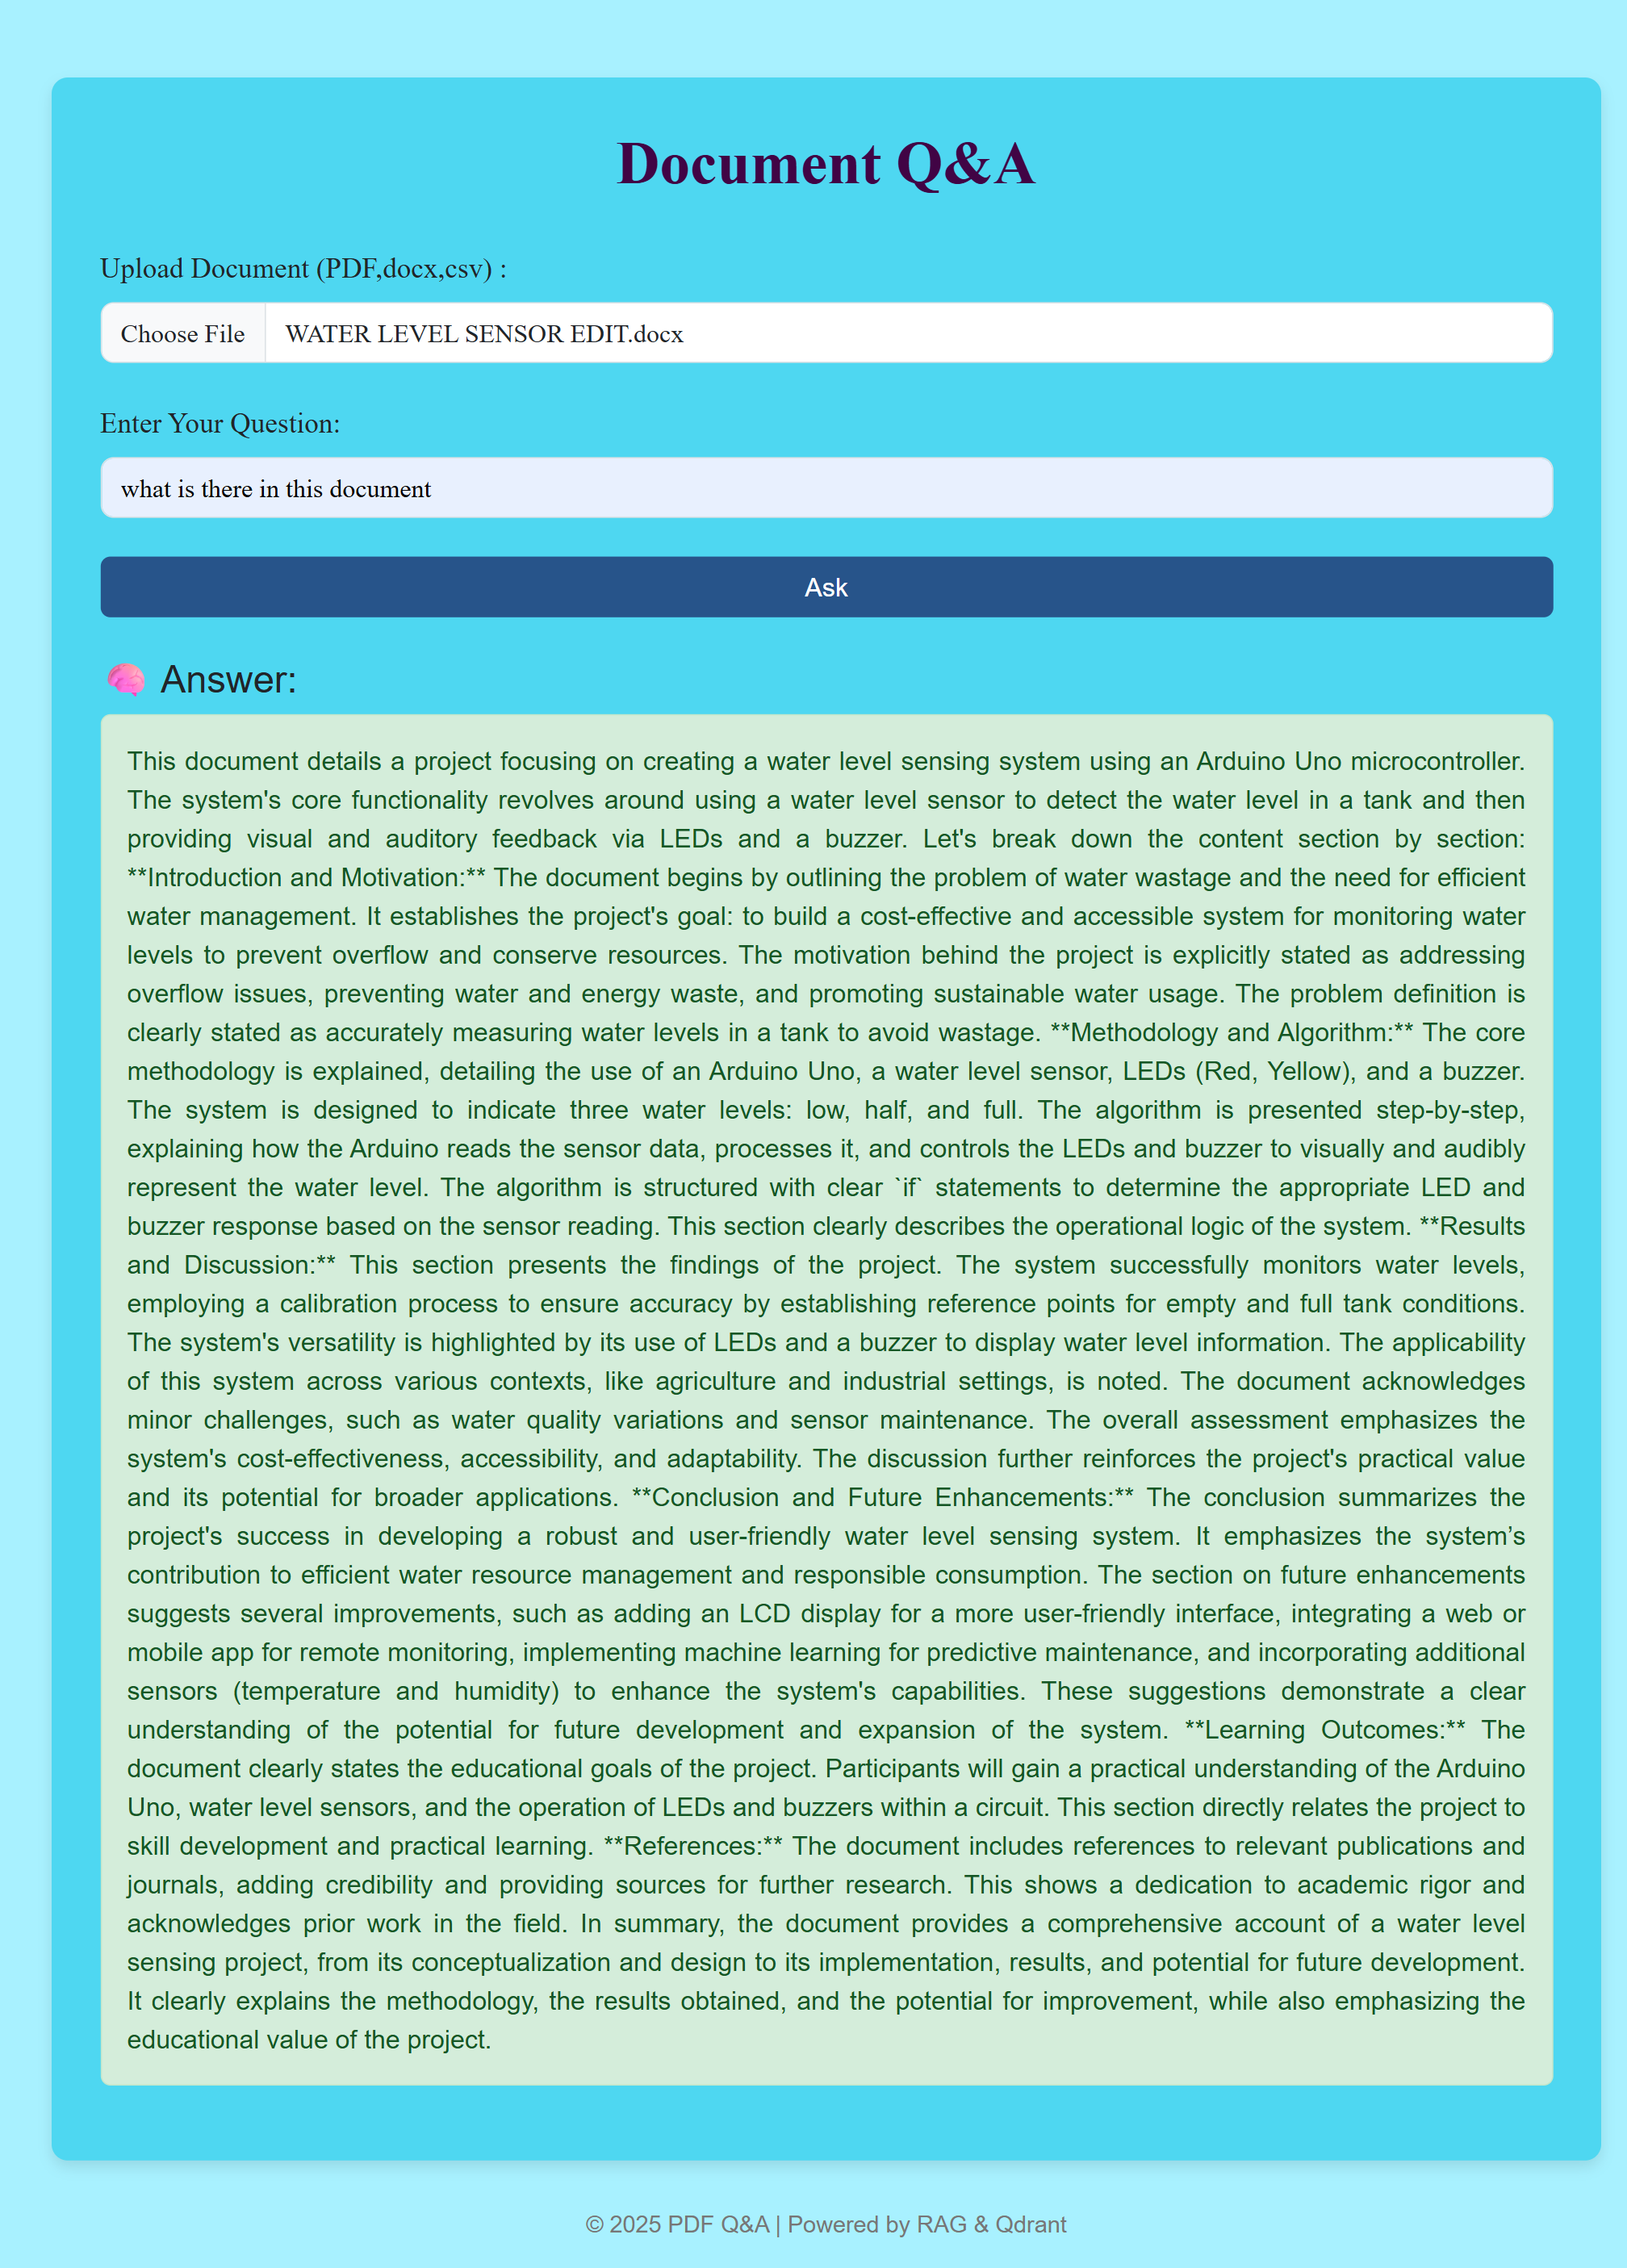 Document Q&A
Upload Document (PDF,docx,csv) :
Choose File WATER LEVEL SENSOR EDIT.docx
Enter Your Question:
what is there in this document
Ask
🧠 Answer:
This document details a project focusing on creating a water level sensing system using an Arduino Uno microcontroller.
The system's core functionality revolves around using a water level sensor to detect the water level in a tank and then
providing visual and auditory feedback via LEDs and a buzzer. Let's break down the content section by section:
**Introduction and Motivation:** The document begins by outlining the problem of water wastage and the need for efficient
water management. It establishes the project's goal: to build a cost-effective and accessible system for monitoring water
levels to prevent overflow and conserve resources. The motivation behind the project is explicitly stated as addressing
overflow issues, preventing water and energy waste, and promoting sustainable water usage. The problem definition is
clearly stated as accurately measuring water levels in a tank to avoid wastage. **Methodology and Algorithm:** The core
methodology is explained, detailing the use of an Arduino Uno, a water level sensor, LEDs (Red, Yellow), and a buzzer.
The system is designed to indicate three water levels: low, half, and full. The algorithm is presented step-by-step,
explaining how the Arduino reads the sensor data, processes it, and controls the LEDs and buzzer to visually and audibly
represent the water level. The algorithm is structured with clear `if` statements to determine the appropriate LED and
buzzer response based on the sensor reading. This section clearly describes the operational logic of the system. **Results
and Discussion:** This section presents the findings of the project. The system successfully monitors water levels,
employing a calibration process to ensure accuracy by establishing reference points for empty and full tank conditions.
The system's versatility is highlighted by its use of LEDs and a buzzer to display water level information. The applicability
of this system across various contexts, like agriculture and industrial settings, is noted. The document acknowledges
minor challenges, such as water quality variations and sensor maintenance. The overall assessment emphasizes the
system's cost-effectiveness, accessibility, and adaptability. The discussion further reinforces the project's practical value
and its potential for broader applications. **Conclusion and Future Enhancements:** The conclusion summarizes the
project's success in developing a robust and user-friendly water level sensing system. It emphasizes the system’s
contribution to efficient water resource management and responsible consumption. The section on future enhancements
suggests several improvements, such as adding an LCD display for a more user-friendly interface, integrating a web or
mobile app for remote monitoring, implementing machine learning for predictive maintenance, and incorporating additional
sensors (temperature and humidity) to enhance the system's capabilities. These suggestions demonstrate a clear
understanding of the potential for future development and expansion of the system. **Learning Outcomes:** The
document clearly states the educational goals of the project. Participants will gain a practical understanding of the Arduino
Uno, water level sensors, and the operation of LEDs and buzzers within a circuit. This section directly relates the project to
skill development and practical learning. **References:** The document includes references to relevant publications and
journals, adding credibility and providing sources for further research. This shows a dedication to academic rigor and
acknowledges prior work in the field. In summary, the document provides a comprehensive account of a water level
sensing project, from its conceptualization and design to its implementation, results, and potential for future development.
It clearly explains the methodology, the results obtained, and the potential for improvement, while also emphasizing the
educational value of the project.
© 2025 PDF Q&A | Powered by RAG & Qdrant